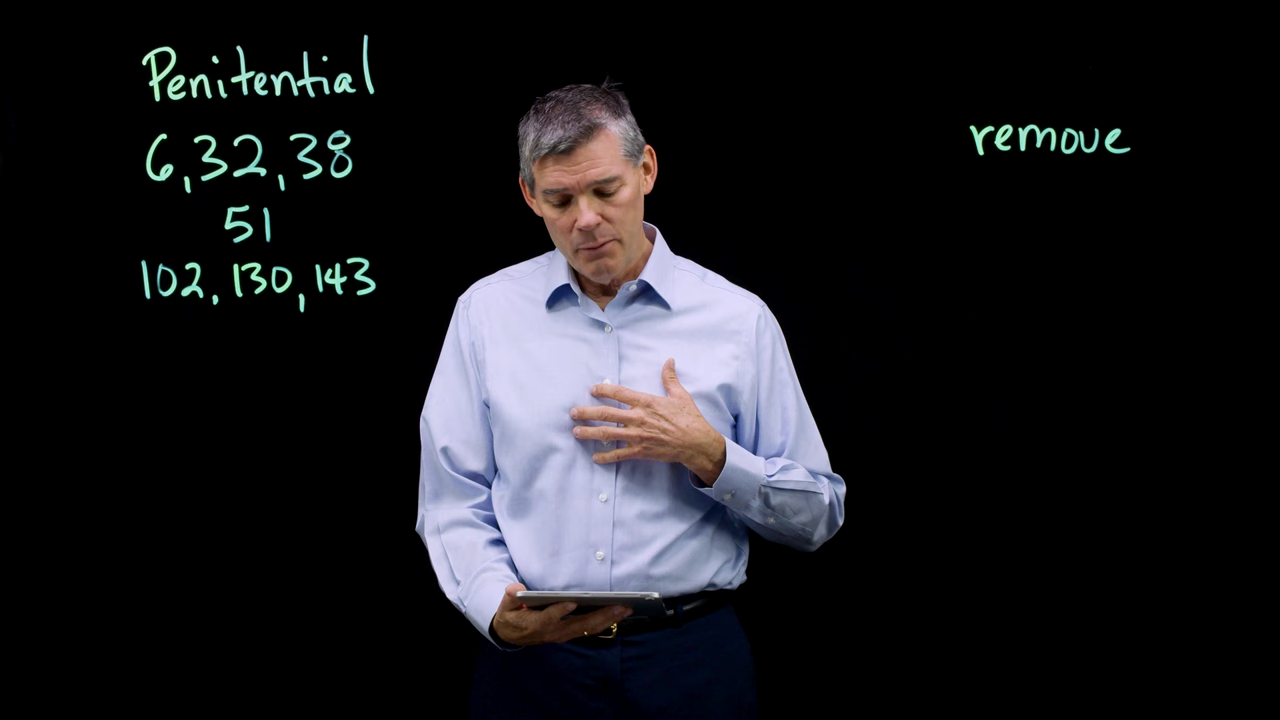 Penitential
6, 32, 38
51
102, 130, 143
remove